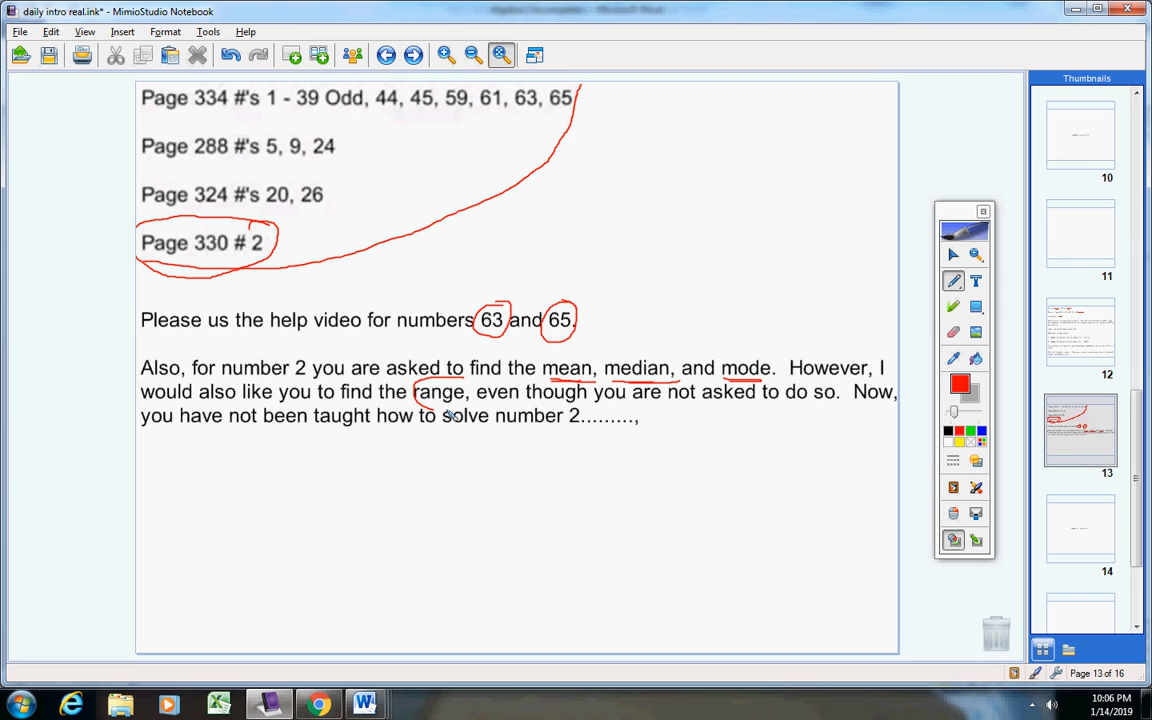 daily intro real.ink* - MimioStudio Notebook
File Edit View Insert Format Tools Help
Page 334 #'s 1 - 39 Odd, 44, 45, 59, 61, 63, 65
Page 288 #'s 5, 9, 24
Page 324 #'s 20, 26
Page 330 # 2
Please us the help video for numbers 63 and 65.
Also, for number 2 you are asked to find the mean, median, and mode. However, I
would also like you to find the range, even though you are not asked to do so. Now,
you have not been taught how to solve number 2.........,
Thumbnails
10
11
12
13
14
Page 13 of 16
10:06 PM
1/14/2019